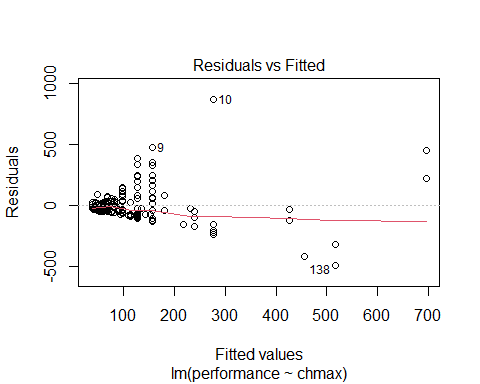 Residuals vs Fitted
Residuals
1000
500
0
-500
10
9
138
100 200 300 400 500 600 700
Fitted values
lm(performance ~ chmax)